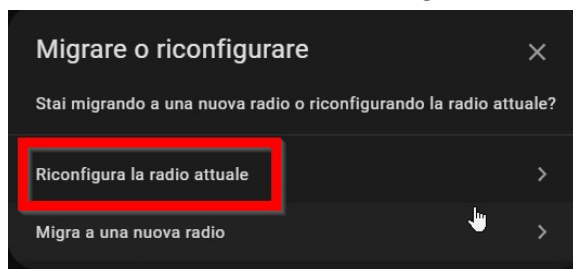 Migrare o riconfigurare
Stai migrando a una nuova radio o riconfigurando la radio attuale?
Riconfigura la radio attuale
Migra a una nuova radio